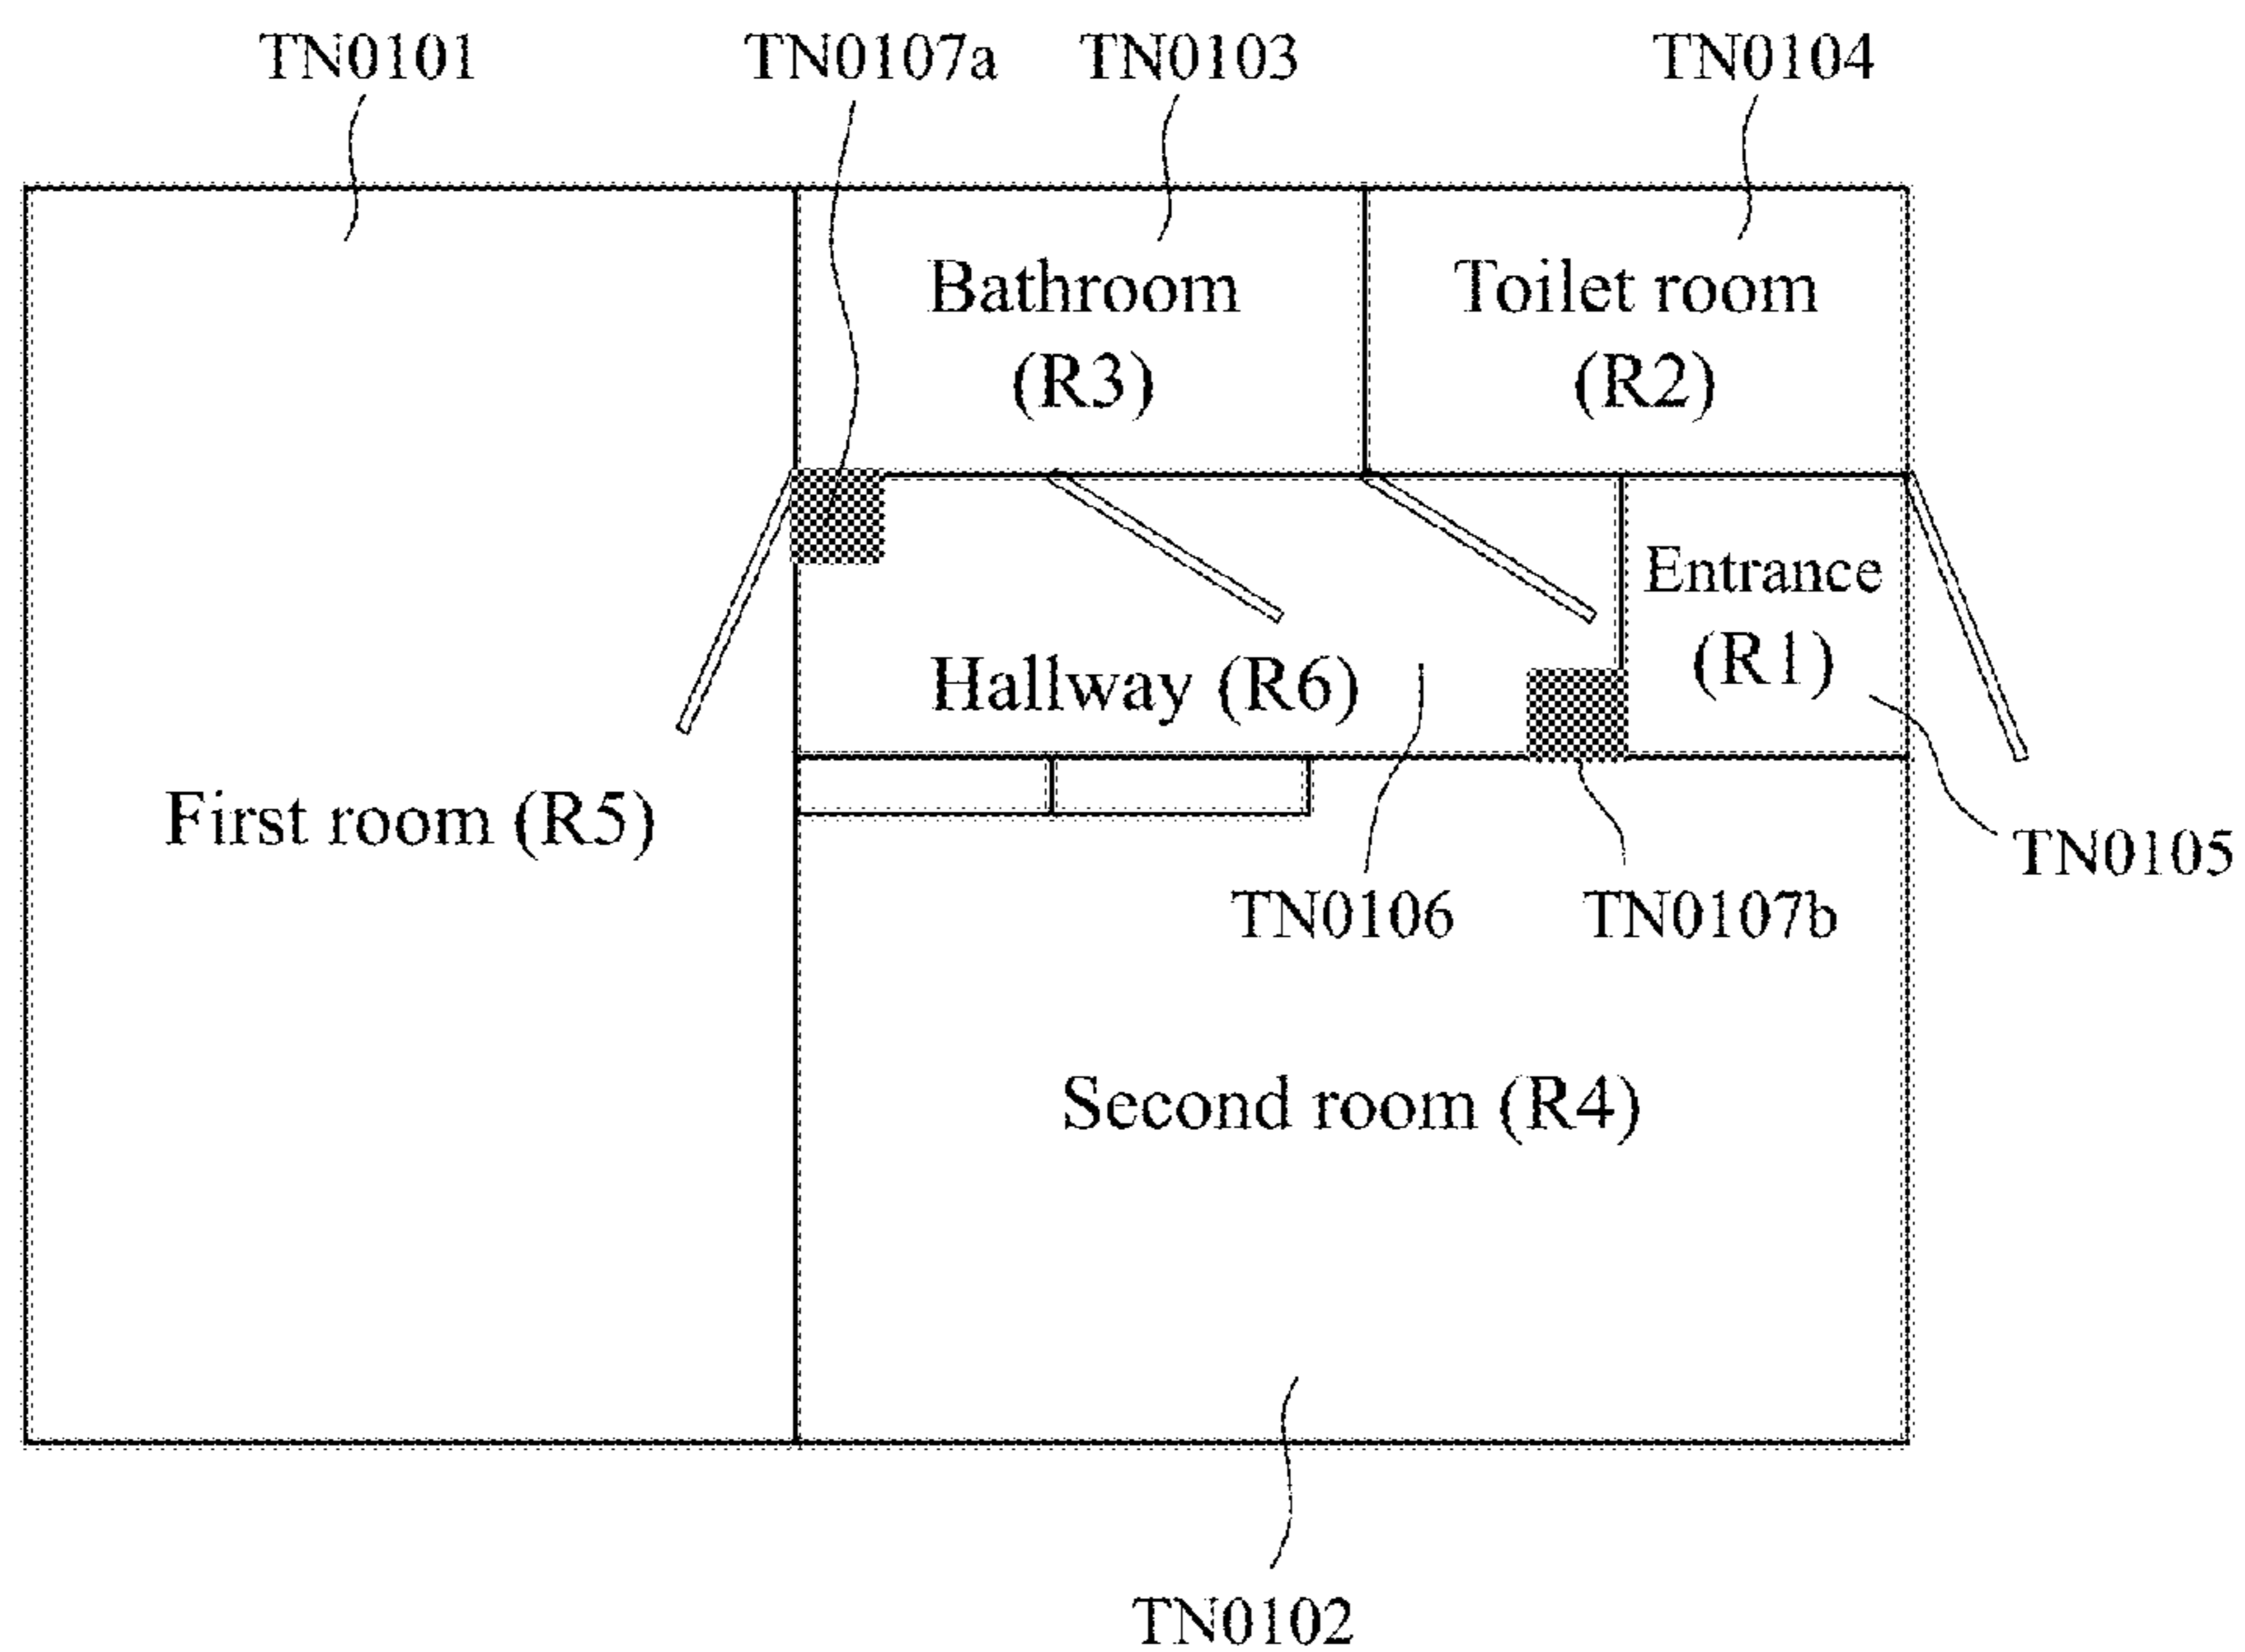 TN0101
TN0107a
TN0103
TN0104
Bathroom
(R3)
Toilet room
(R2)
Entrance
(R1)
Hallway (R6)
First room (R5)
TN0105
TN0106
TN0107b
Second room (R4)
TN0102